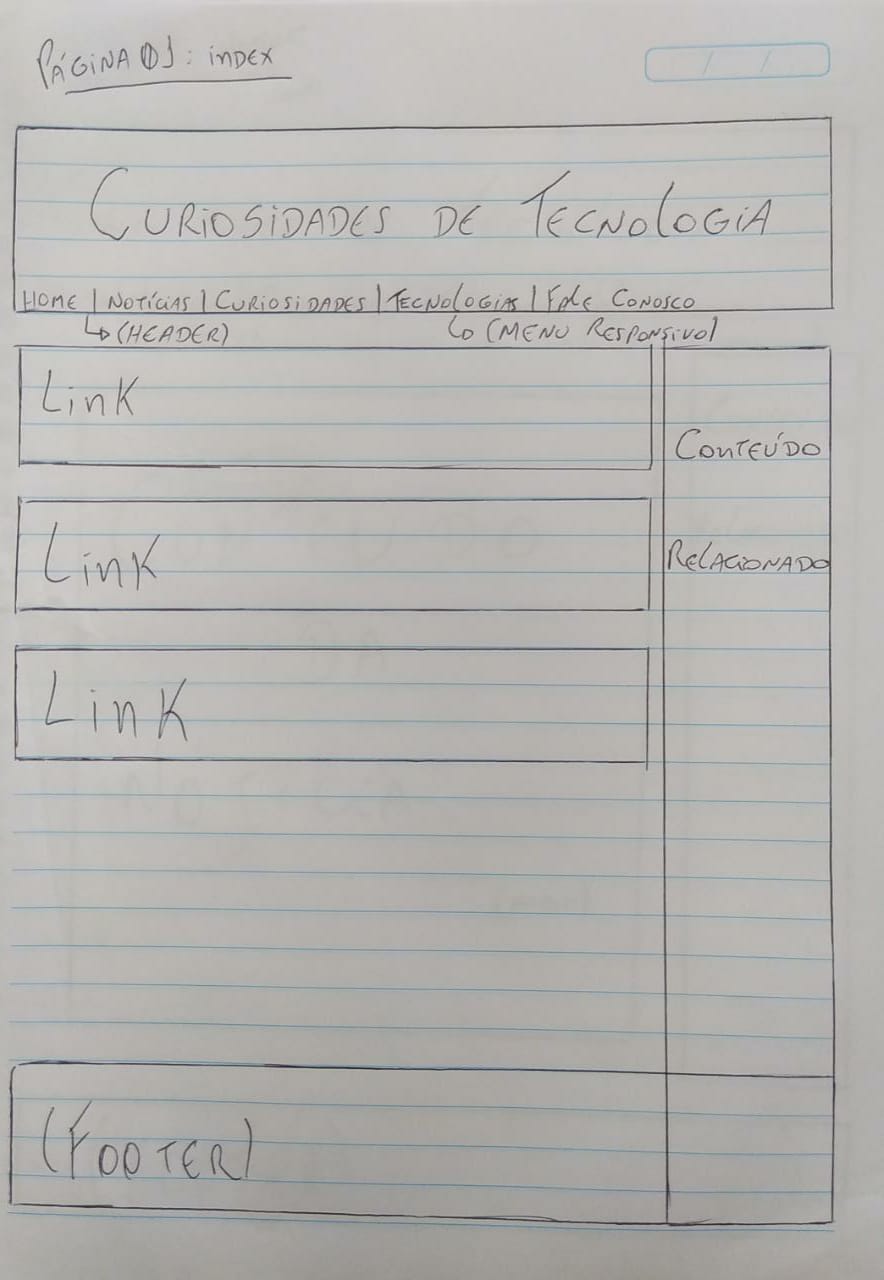 PÁGINA 01: index
CURIOSIDADES DE TECNOLOGIA
HOME | NOTÍCIAS | CURIOSIDADES | TECNOLOGIAS | FALE CONOSCO
↳ (HEADER) ↳ (MENU RESPONSIVO)
Link
CONTEÚDO
Link
RELACIONADO
Link
(FOOTER)